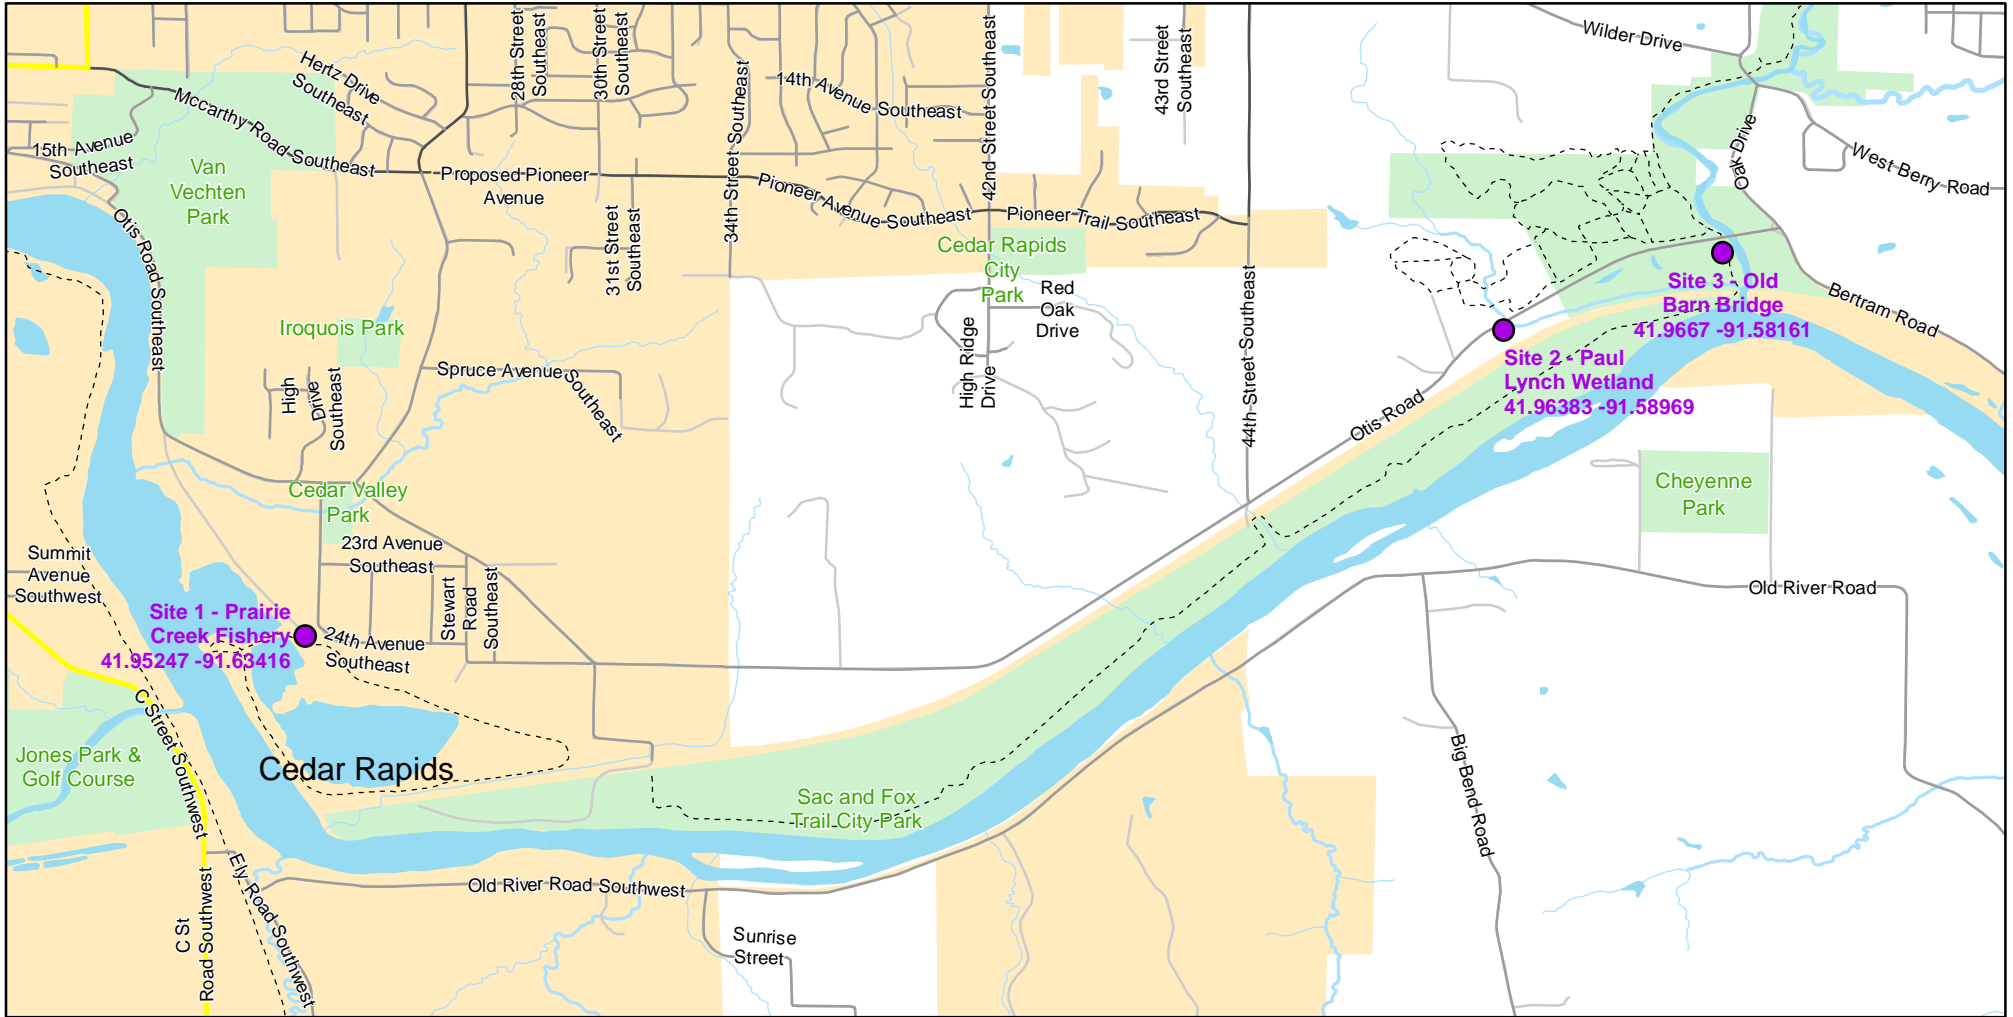 Wilder Drive
28th Street
Southeast
30th Street
Southeast
42nd Street Southeast
43rd Street
Southeast
Hertz Drive
Southeast
14th Avenue Southeast
34th Street Southeast
Mccarthy Road Southeast
15th Avenue
Southeast
Oak Drive
West Berry Road
Van
Vechten
Park
Proposed Pioneer
Avenue
Pioneer Avenue Southeast
Pioneer Trail Southeast
Otis Road Southeast
31st Street
Southeast
Cedar Rapids
City
Park
Red
Oak
Drive
44th Street Southeast
Site 3 - Old
Barn Bridge
41.9667 -91.58161
Bertram Road
Iroquois Park
High Ridge
Drive
Site 2 - Paul
Lynch Wetland
41.96383 -91.58969
High
Drive
Southeast
Spruce Avenue Southeast
Otis Road
Cedar Valley
Park
Cheyenne
Park
23rd Avenue
Southeast
Summit
Avenue
Southwest
Stewart
Road
Southeast
Old River Road
Site 1 - Prairie
Creek Fishery
41.95247 -91.63416
24th Avenue
Southeast
C Street Southwest
Jones Park &
Golf Course
Cedar Rapids
Big Bend Road
Sac and Fox
Trail City Park
Old River Road Southwest
Ely Road Southwest
C St
Road Southwest
Sunrise
Street